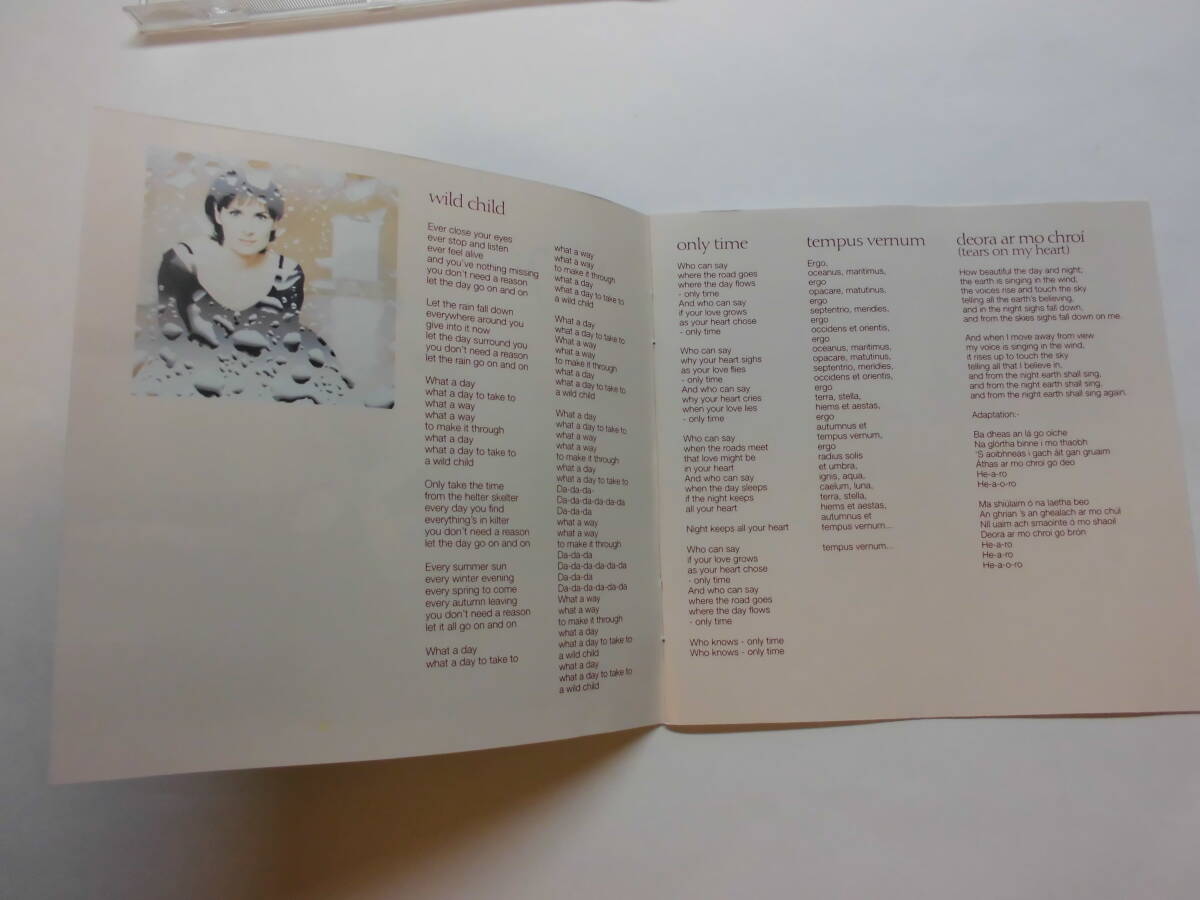 wild child
Ever close your eyes
ever stop and listen
ever feel alive
and you've nothing missing
you don't need a reason
let the day go on and on
Let the rain fall down
everywhere around you
give into it now
let the day surround you
you don't need a reason
let the rain go on and on
What a day
what a day to take to
what a way
what a way
to make it through
what a day
what a day to take to
a wild child
Only take the time
from the helter skelter
every day you find
everything's in kilter
you don't need a reason
let the day go on and on
Every summer sun
every winter evening
every spring to come
every autumn leaving
you don't need a reason
let it all go on and on
What a day
what a day to take to
what a way
what a way
to make it through
what a day
what a day to take to
a wild child
What a day
what a day to take to
What a way
what a way
to make it through
what a day
what a day to take to
a wild child
What a day
what a day to take to
what a way
what a way
to make it through
what a day
what a day to take to
Da-da-da-
Da-da-da-da-da-da
Da-da-da
what a way
what a way
to make it through
Da-da-da
Da-da-da-da-da-da
Da-da-da
Da-da-da-da-da-da
What a way
what a way
to make it through
what a day
what a day to take to
a wild child
what a day
what a day to take to
a wild child
only time
Who can say
where the road goes
where the day flows
- only time
And who can say
if your love grows
as your heart chose
- only time
Who can say
why your heart sighs
as your love flies
- only time
And who can say
why your heart cries
when your love lies
- only time
Who can say
when the roads meet
that love might be
in your heart
And who can say
when the day sleeps
if the night keeps
all your heart
Night keeps all your heart
Who can say
if your love grows
as your heart chose
- only time
And who can say
where the road goes
where the day flows
- only time
Who knows - only time
Who knows - only time
tempus vernum
Ergo,
oceanus, maritimus,
ergo
opacare, matutinus,
ergo
septentrio, meridies,
ergo
occidens et orientis,
ergo
oceanus, maritimus,
opacare, matutinus,
septentrio, meridies,
occidens et orientis,
ergo
terra, stella,
hiems et aestas,
ergo
autumnus et
tempus vernum,
ergo
radius solis
et umbra,
ignis, aqua,
caelum, luna,
terra, stella,
hiems et aestas,
autumnus et
tempus vernum...
tempus vernum...
deora ar mo chroí
(tears on my heart)
How beautiful the day and night;
the earth is singing in the wind,
the voices rise and touch the sky
telling all the earth's believing,
and in the night sighs fall down,
and from the skies sighs fall down on me.
And when I move away from view
my voice is singing in the wind,
it rises up to touch the sky
telling all that I believe in,
and from the night earth shall sing,
and from the night earth shall sing,
and from the night earth shall sing again.
Adaptation:-
Ba dheas an lá go oíche
Na glórtha binne i mo thaobh
'S aoibhneas i gach áit gan gruaim
Áthas ar mo chroí go deo
He-a-ro
He-a-o-ro
Ma shiúlaim ó na laetha beo
An ghrian 's an ghealach ar mo chúl
Níl uaim ach smaointe ó mo shaoil
Deora ar mo chroí go brón
He-a-ro
He-a-ro
He-a-o-ro